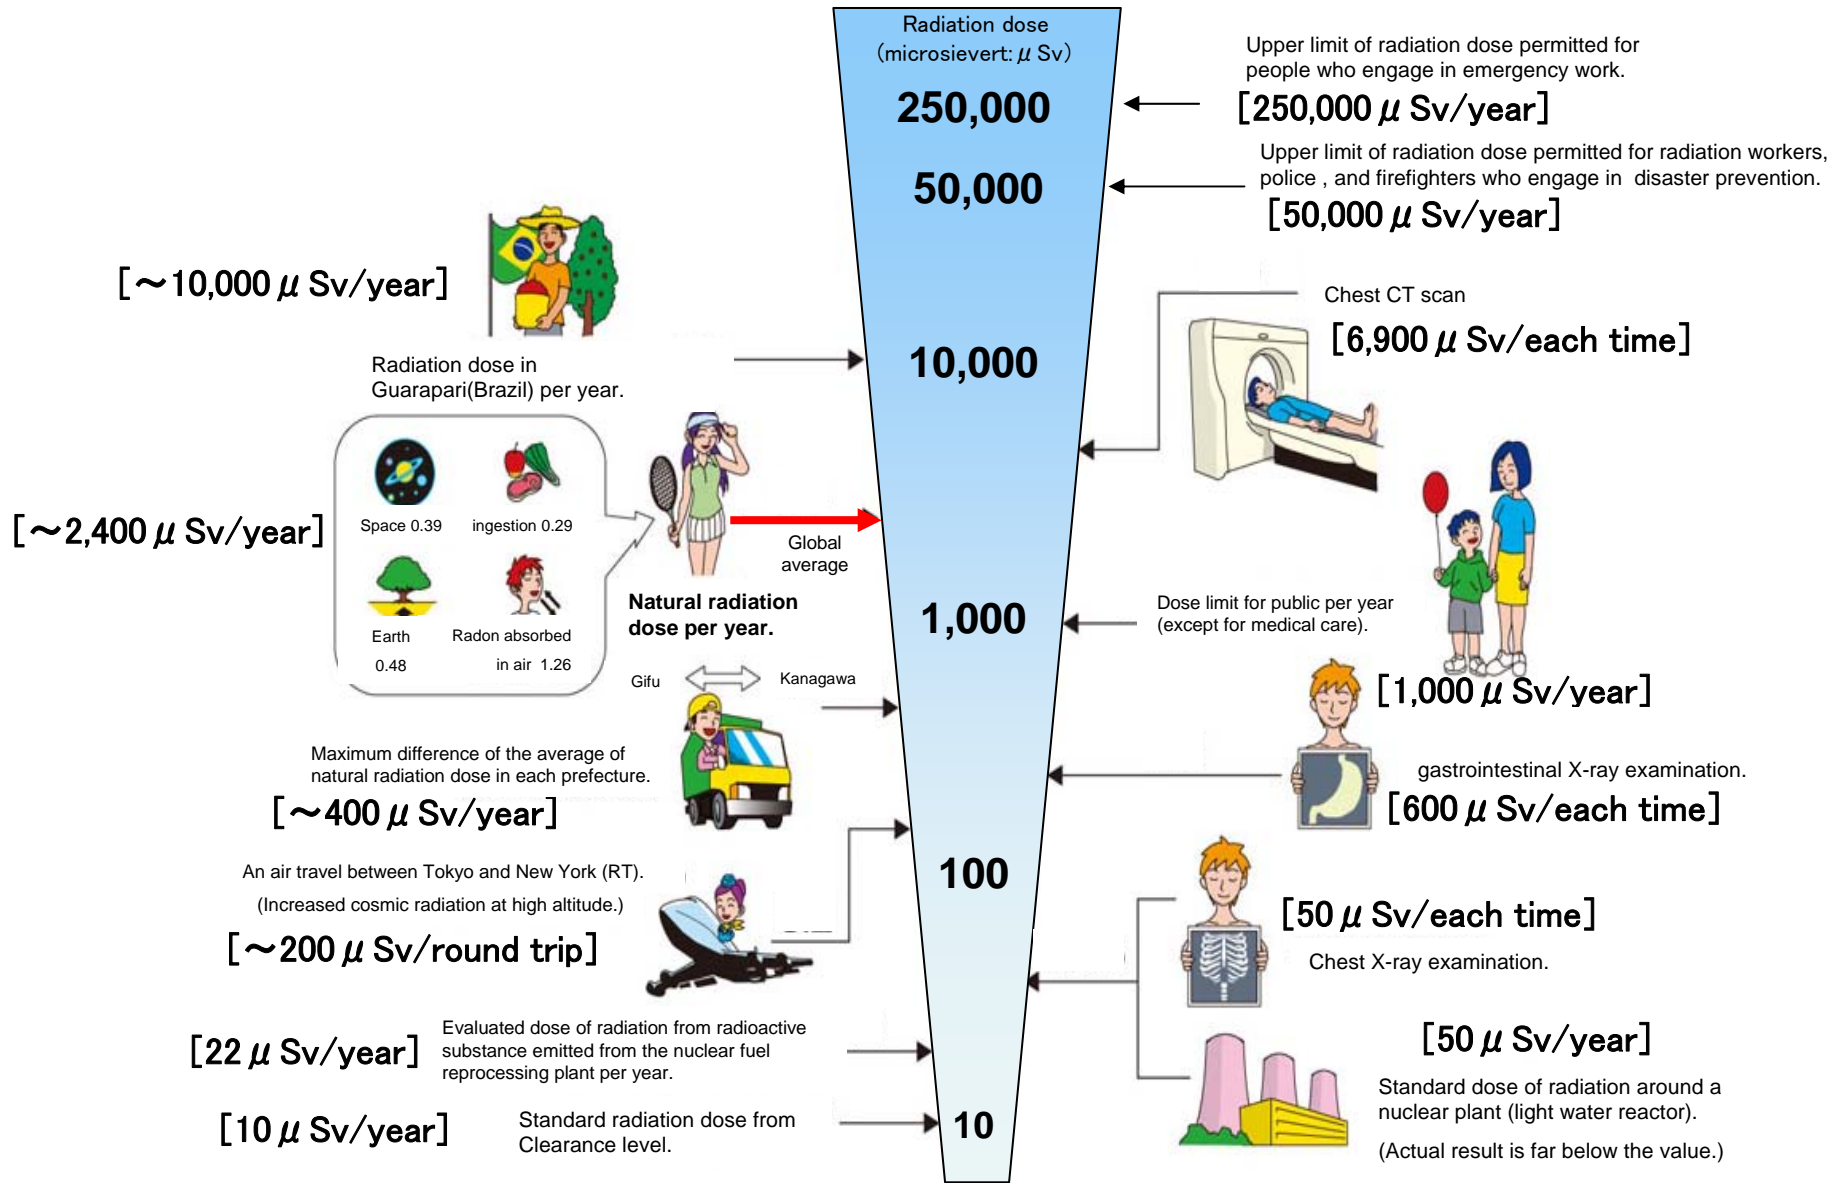 Radiation dose
(microsievert: μ Sv)
250,000
50,000
10,000
1,000
100
10
Upper limit of radiation dose permitted for
people who engage in emergency work.
[250,000 μ Sv/year]
Upper limit of radiation dose permitted for radiation workers,
police , and firefighters who engage in disaster prevention.
[50,000 μ Sv/year]
[~10,000 μ Sv/year]
Radiation dose in
Guarapari(Brazil) per year.
Chest CT scan
[6,900 μ Sv/each time]
[~2,400 μ Sv/year]
Space 0.39
ingestion 0.29
Earth
0.48
Radon absorbed
in air 1.26
Global
average
Natural radiation
dose per year.
Dose limit for public per year
(except for medical care).
[1,000 μ Sv/year]
Gifu
Kanagawa
Maximum difference of the average of
natural radiation dose in each prefecture.
[~400 μ Sv/year]
gastrointestinal X-ray examination.
[600 μ Sv/each time]
An air travel between Tokyo and New York (RT).
(Increased cosmic radiation at high altitude.)
[~200 μ Sv/round trip]
[50 μ Sv/each time]
Chest X-ray examination.
[22 μ Sv/year]
Evaluated dose of radiation from radioactive
substance emitted from the nuclear fuel
reprocessing plant per year.
[50 μ Sv/year]
Standard dose of radiation around a
nuclear plant (light water reactor).
(Actual result is far below the value.)
[10 μ Sv/year]
Standard radiation dose from
Clearance level.